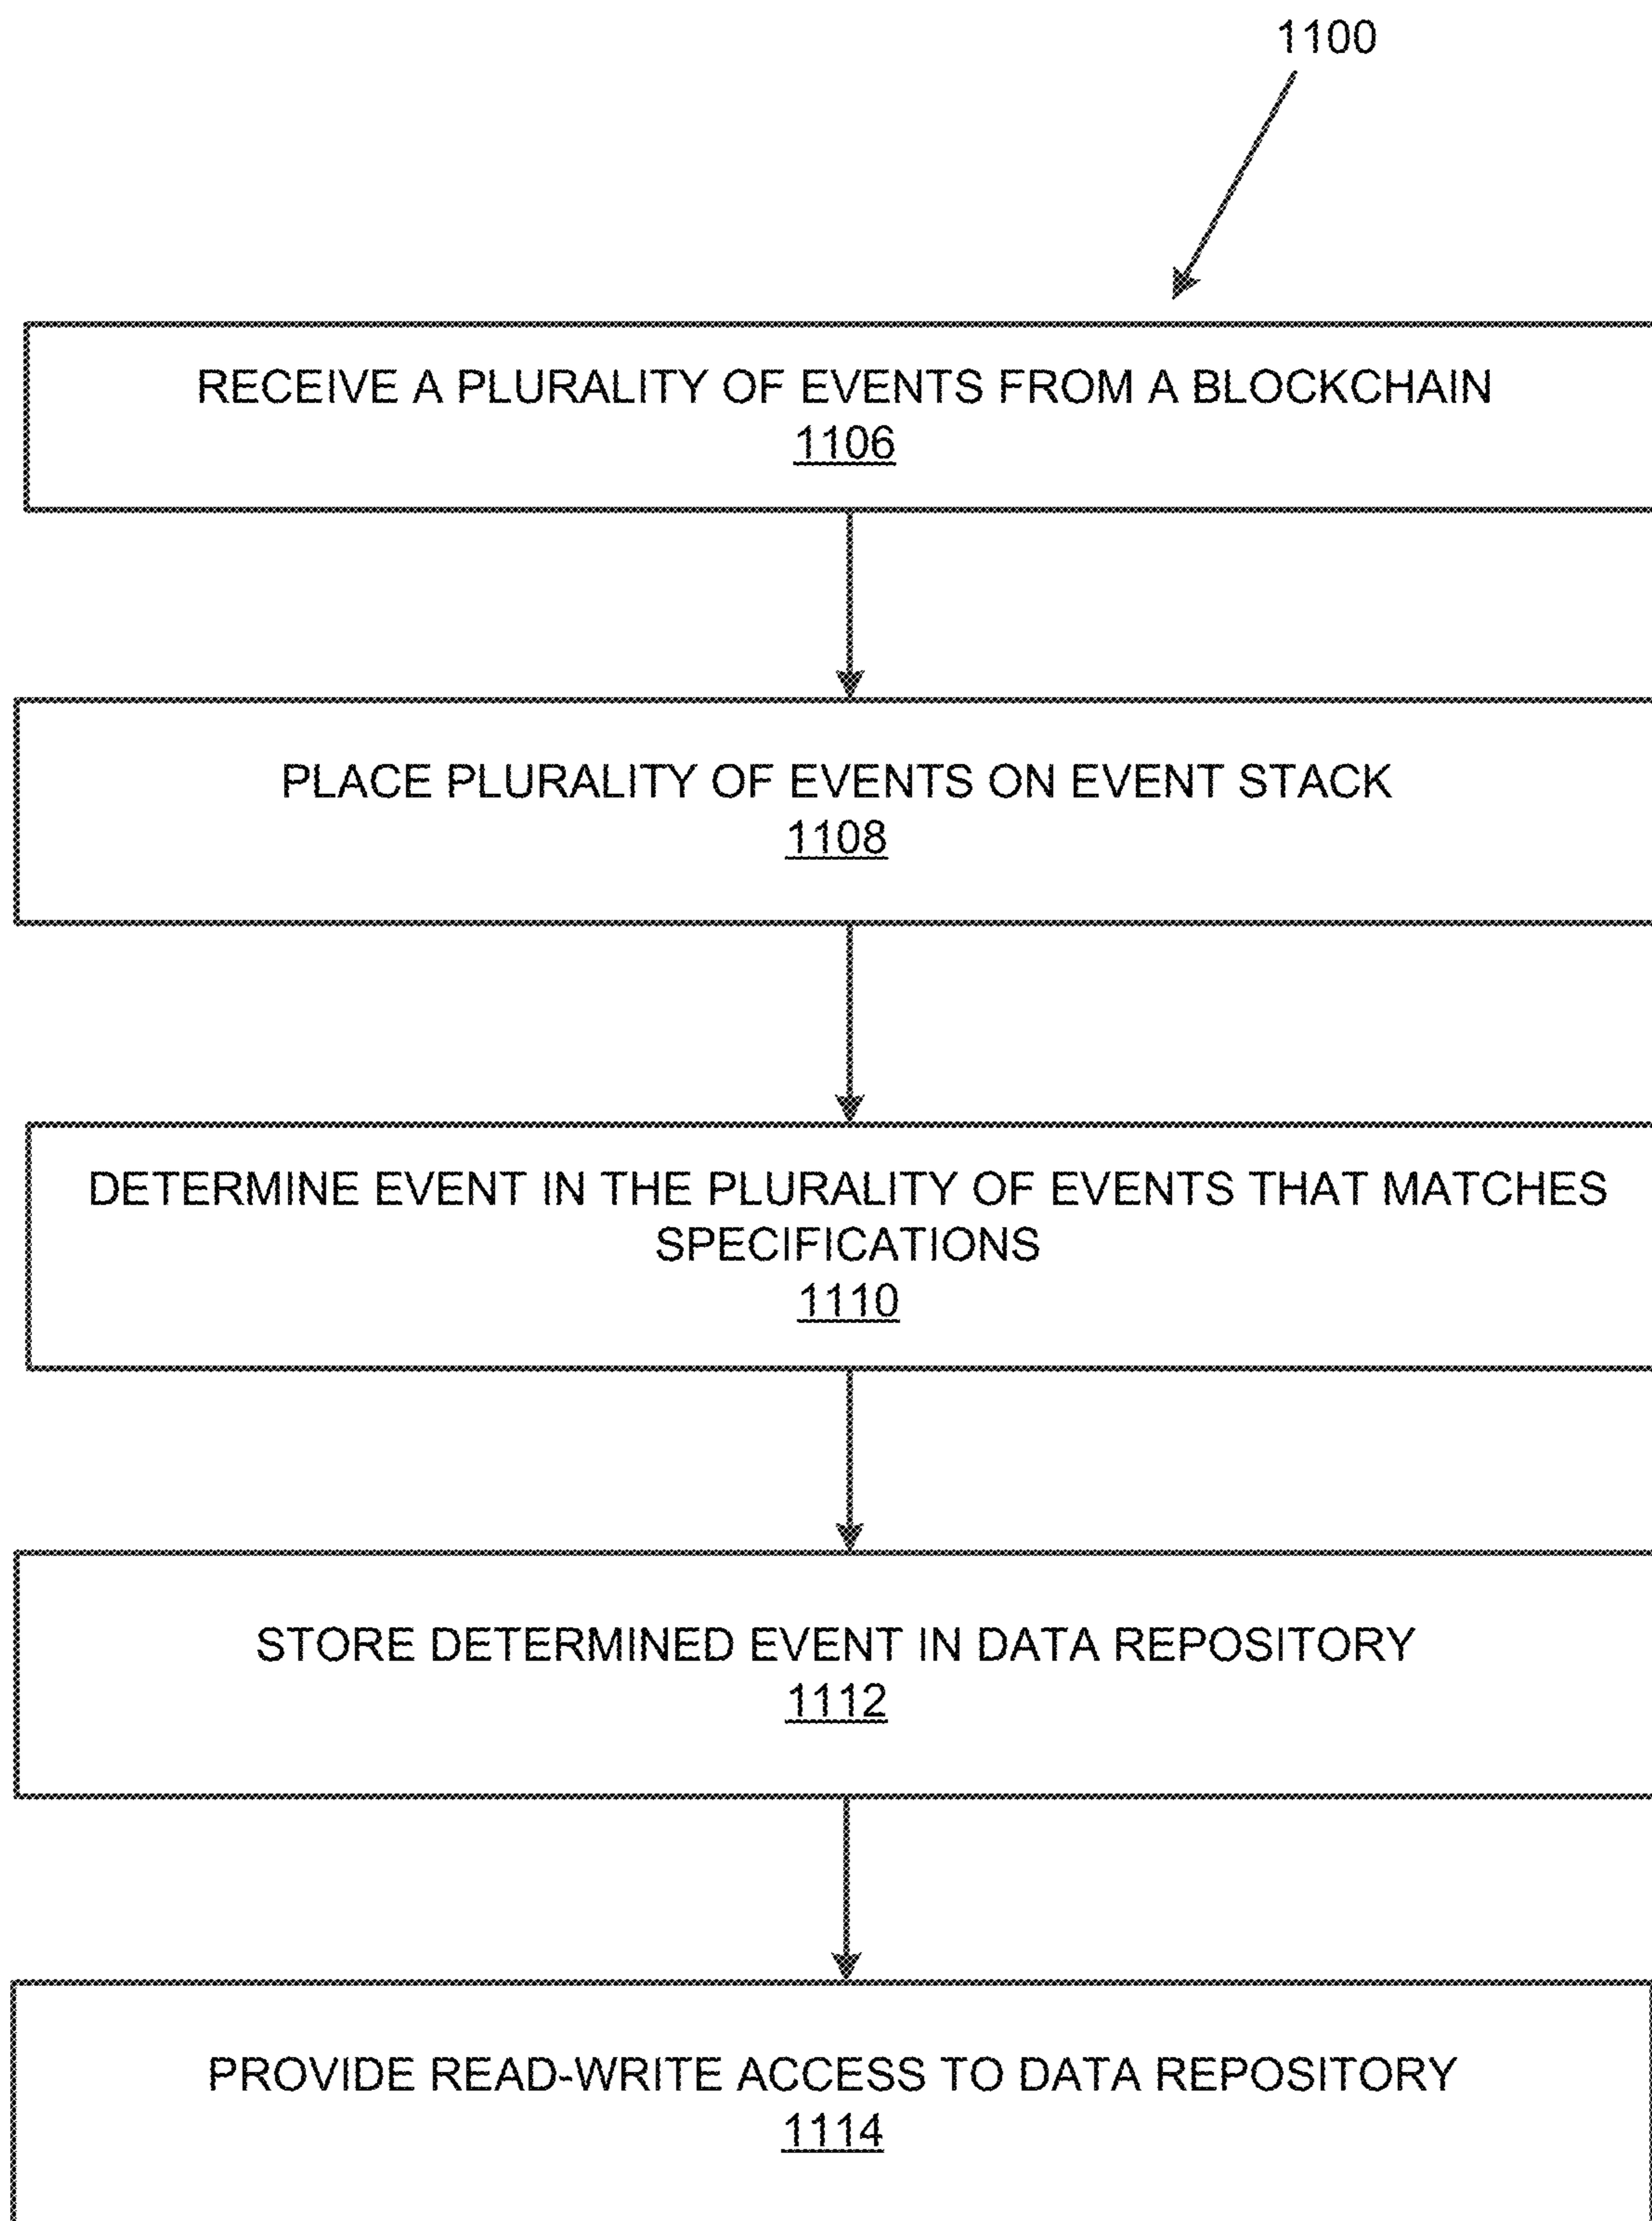 1100
RECEIVE A PLURALITY OF EVENTS FROM A BLOCKCHAIN
1106
PLACE PLURALITY OF EVENTS ON EVENT STACK
1108
DETERMINE EVENT IN THE PLURALITY OF EVENTS THAT MATCHES
SPECIFICATIONS
1110
STORE DETERMINED EVENT IN DATA REPOSITORY
1112
PROVIDE READ-WRITE ACCESS TO DATA REPOSITORY
1114